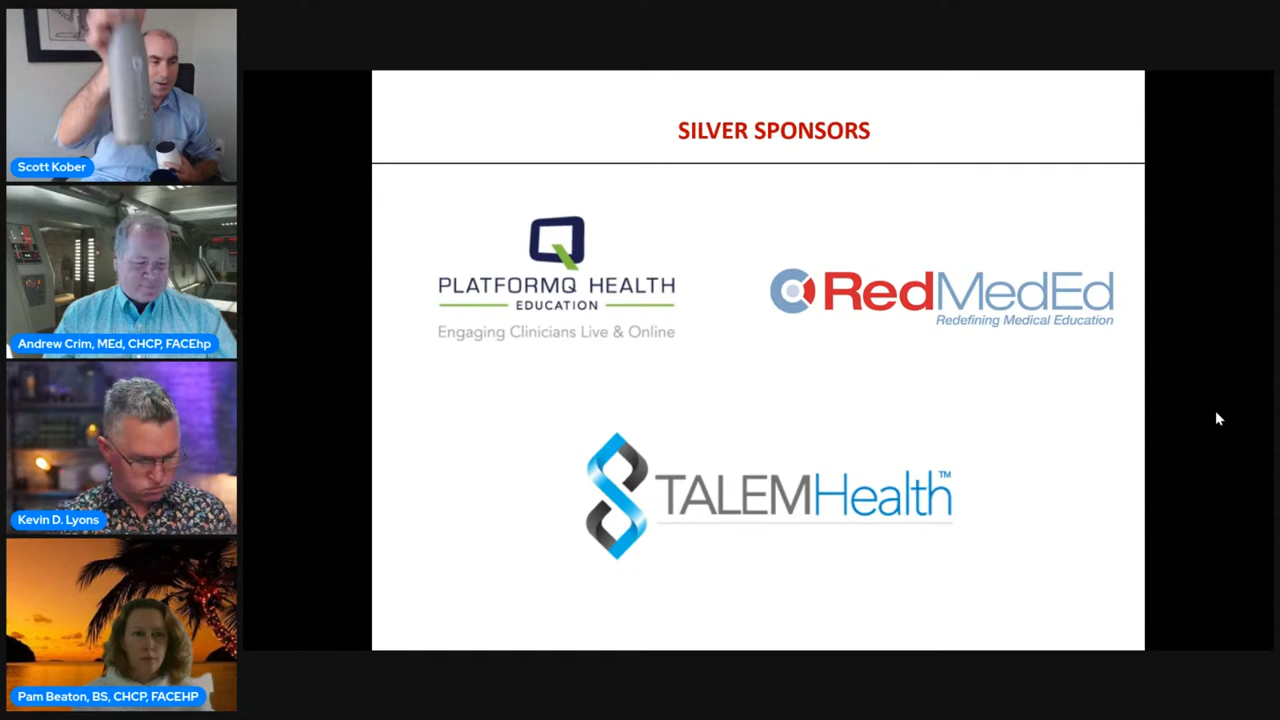 Scott Kober
Andrew Crim, MEd, CHCP, FACEhp
Kevin D. Lyons
Pam Beaton, BS, CHCP, FACEHP
SILVER SPONSORS
PLATFORMQ HEALTH
EDUCATION
Engaging Clinicians Live & Online
RedMedEd
Redefining Medical Education
TALEMHealth™